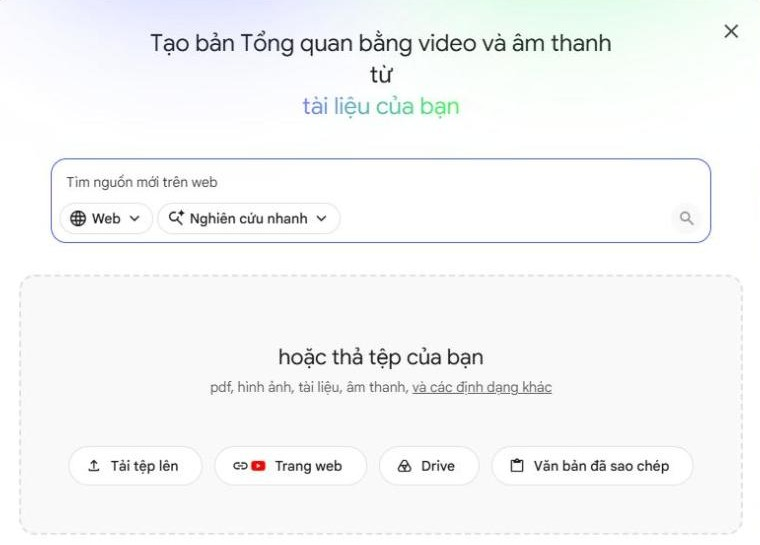 Tạo bản Tổng quan bằng video và âm thanh
từ
tài liệu của bạn
Tìm nguồn mới trên web
Web
Nghiên cứu nhanh
hoặc thả tệp của bạn
pdf, hình ảnh, tài liệu, âm thanh, và các định dạng khác
Tải tệp lên
Trang web
Drive
Văn bản đã sao chép